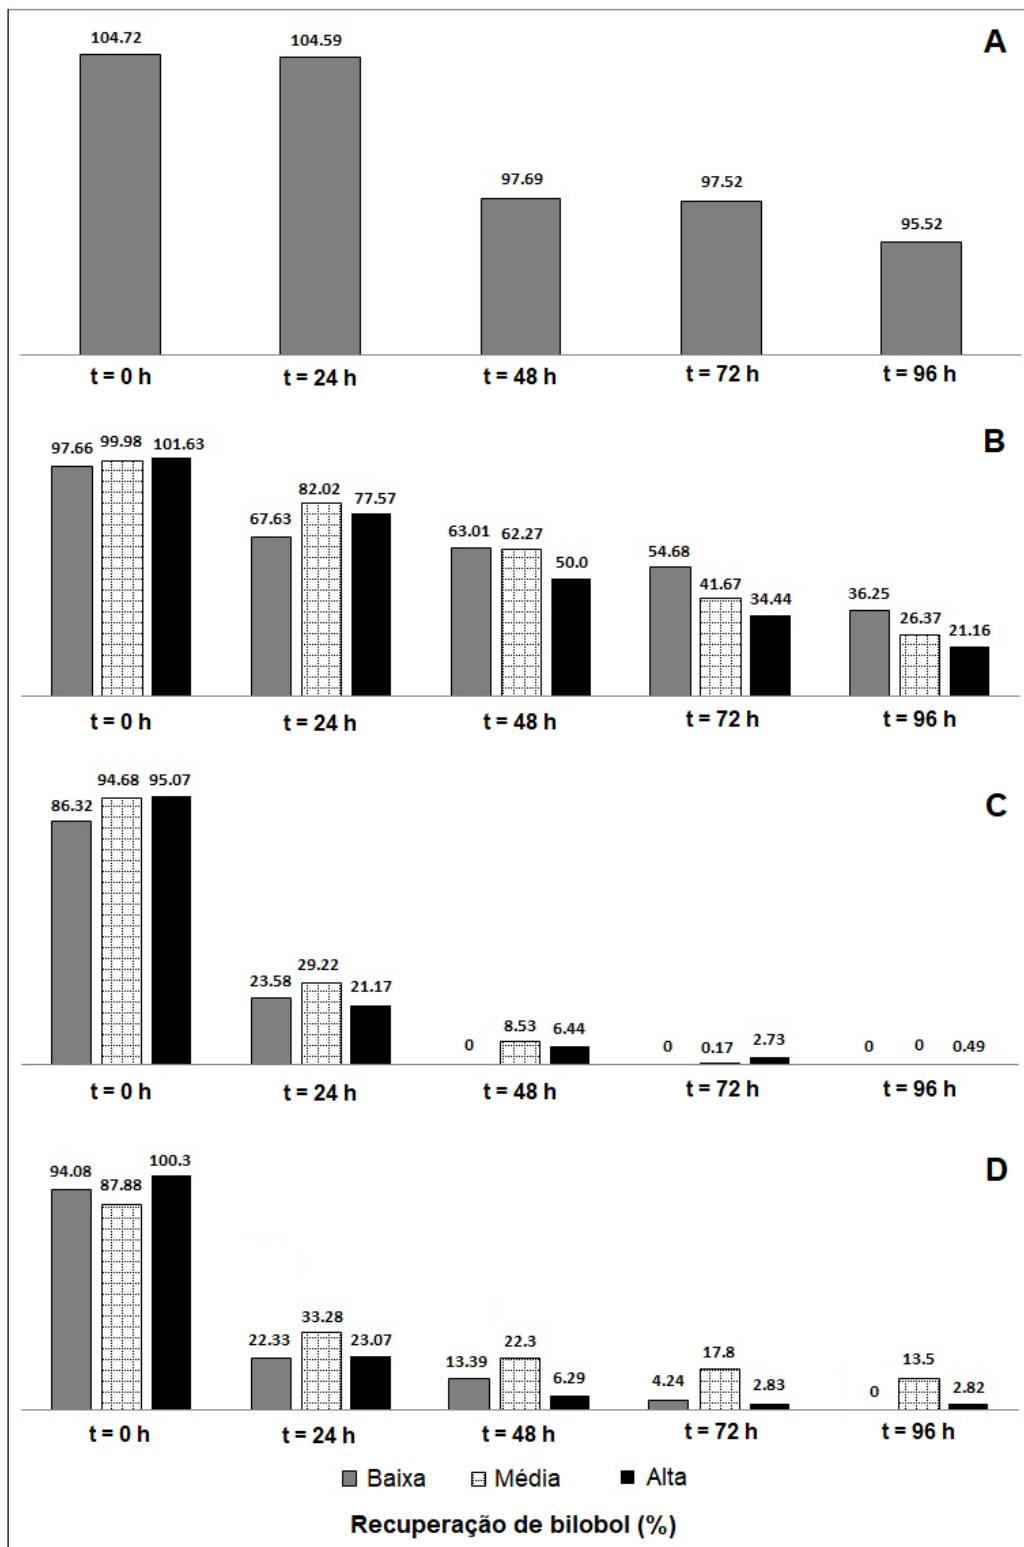 A
104.72 104.59 97.69 97.52 95.52
t = 0 h t = 24 h t = 48 h t = 72 h t = 96 h
B
97.66 99.98 101.63 67.63 82.02 77.57 63.01 62.27 50.0 54.68 41.67 34.44 36.25 26.37 21.16
t = 0 h t = 24 h t = 48 h t = 72 h t = 96 h
C
86.32 94.68 95.07 23.58 29.22 21.17 0 8.53 6.44 0 0.17 2.73 0 0 0.49
t = 0 h t = 24 h t = 48 h t = 72 h t = 96 h
D
94.08 87.88 100.3 22.33 33.28 23.07 13.39 22.3 6.29 4.24 17.8 2.83 0 13.5 2.82
t = 0 h t = 24 h t = 48 h t = 72 h t = 96 h
Baixa Média Alta
Recuperação de bilobol (%)